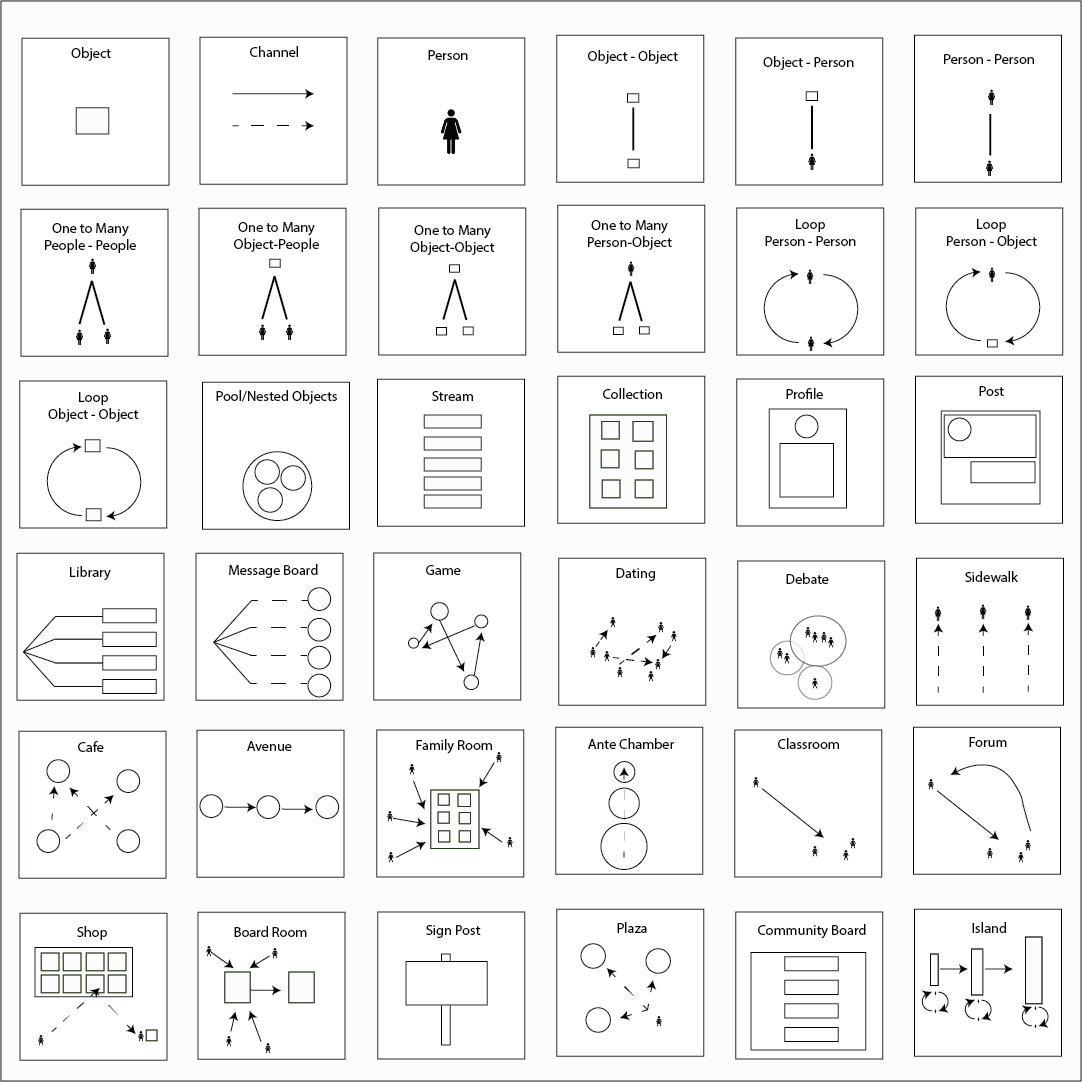 Object
Channel
Person
Object - Object
Object - Person
Person - Person
One to Many
People - People
One to Many
Object-People
One to Many
Object-Object
One to Many
Person-Object
Loop
Person - Person
Loop
Person - Object
Loop
Object - Object
Pool/Nested Objects
Stream
Collection
Profile
Post
Library
Message Board
Game
Dating
Debate
Sidewalk
Cafe
Avenue
Family Room
Ante Chamber
Classroom
Forum
Shop
Board Room
Sign Post
Plaza
Community Board
Island